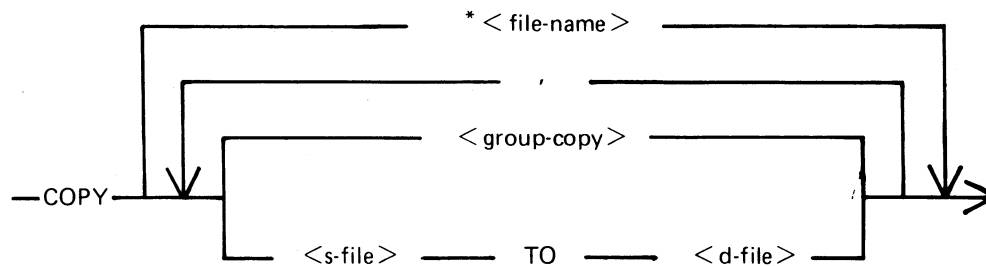 * < file-name >
,
< group-copy >
COPY
< s-file > TO < d-file >